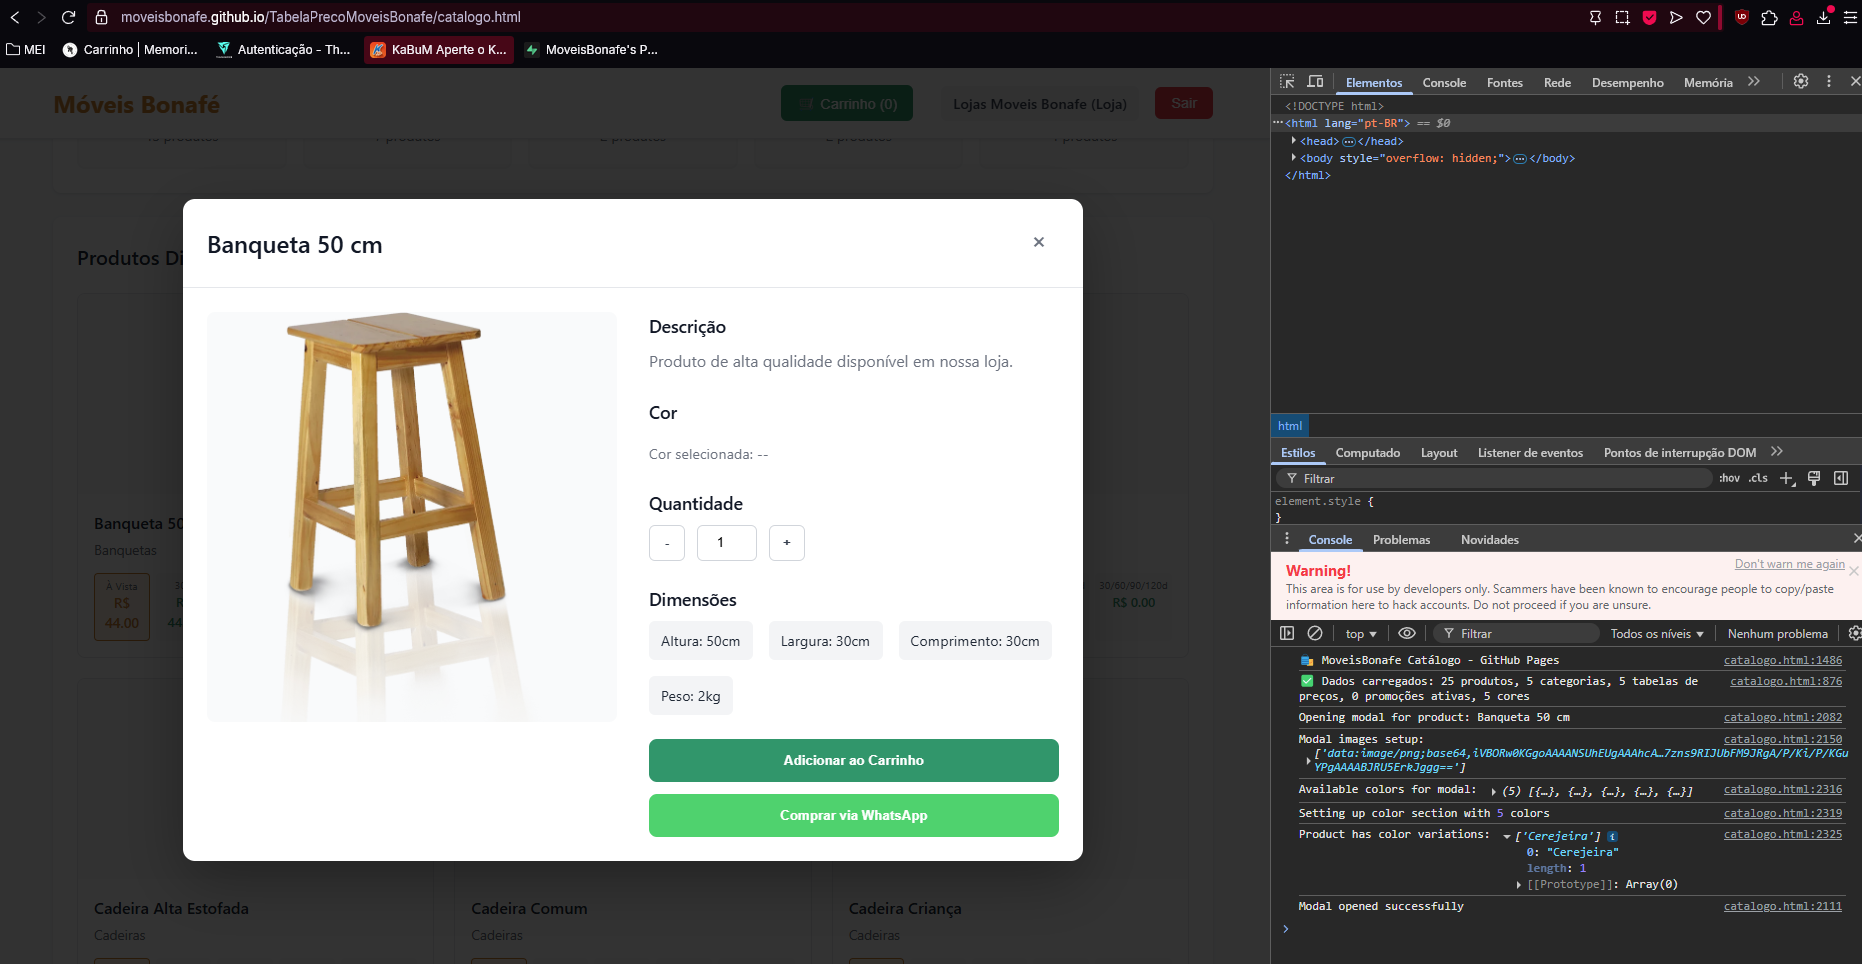 moveisbonafe.github.io/TabelaPrecoMoveisBonafe/catalogo.html
MEI
Carrinho | Memori...
Autenticação - Th...
KaBuM Aperte o K...
MoveisBonafe's P...
Móveis Bonafé
Carrinho (0)
Lojas Moveis Bonafe (Loja)
Sair
Produtos Di
Banqueta 50 cm
×
Descrição
Produto de alta qualidade disponível em nossa loja.
Cor
Cor selecionada: --
Quantidade
- 1 +
Dimensões
Altura: 50cm
Largura: 30cm
Comprimento: 30cm
Peso: 2kg
Adicionar ao Carrinho
Comprar via WhatsApp
Banqueta 50
Banquetas
À Vista
R$
44.00
30
R
44
30/60/90/120d
R$ 0.00
Cadeira Alta Estofada
Cadeiras
Cadeira Comum
Cadeiras
Cadeira Criança
Cadeiras
Elementos
Console
Fontes
Rede
Desempenho
Memória
<!DOCTYPE html>
<html lang="pt-BR"> == $0
<head>…</head>
<body style="overflow: hidden;">…</body>
</html>
html
Estilos
Computado
Layout
Listener de eventos
Pontos de interrupção DOM
Filtrar
:hov .cls
element.style {
}
Console
Problemas
Novidades
Don't warn me again
Warning!
This area is for use by developers only. Scammers have been known to encourage people to copy/paste
information here to hack accounts. Do not proceed if you are unsure.
top
Filtrar
Todos os níveis
Nenhum problema
MoveisBonafe Catálogo - GitHub Pages catalogo.html:1486
Dados carregados: 25 produtos, 5 categorias, 5 tabelas de catalogo.html:876
preços, 0 promoções ativas, 5 cores
Opening modal for product: Banqueta 50 cm catalogo.html:2082
Modal images setup: catalogo.html:2150
['data:image/png;base64,iVBORw0KGgoAAAANSUhEUgAAAhcA…7zns9RIJUbFM9JRgA/P/Ki/P/KGu
YPgAAAABJRU5ErkJggg==']
Available colors for modal: (5) [{…}, {…}, {…}, {…}, {…}] catalogo.html:2316
Setting up color section with 5 colors catalogo.html:2319
Product has color variations: ['Cerejeira'] i catalogo.html:2325
0: "Cerejeira"
length: 1
[[Prototype]]: Array(0)
Modal opened successfully catalogo.html:2111